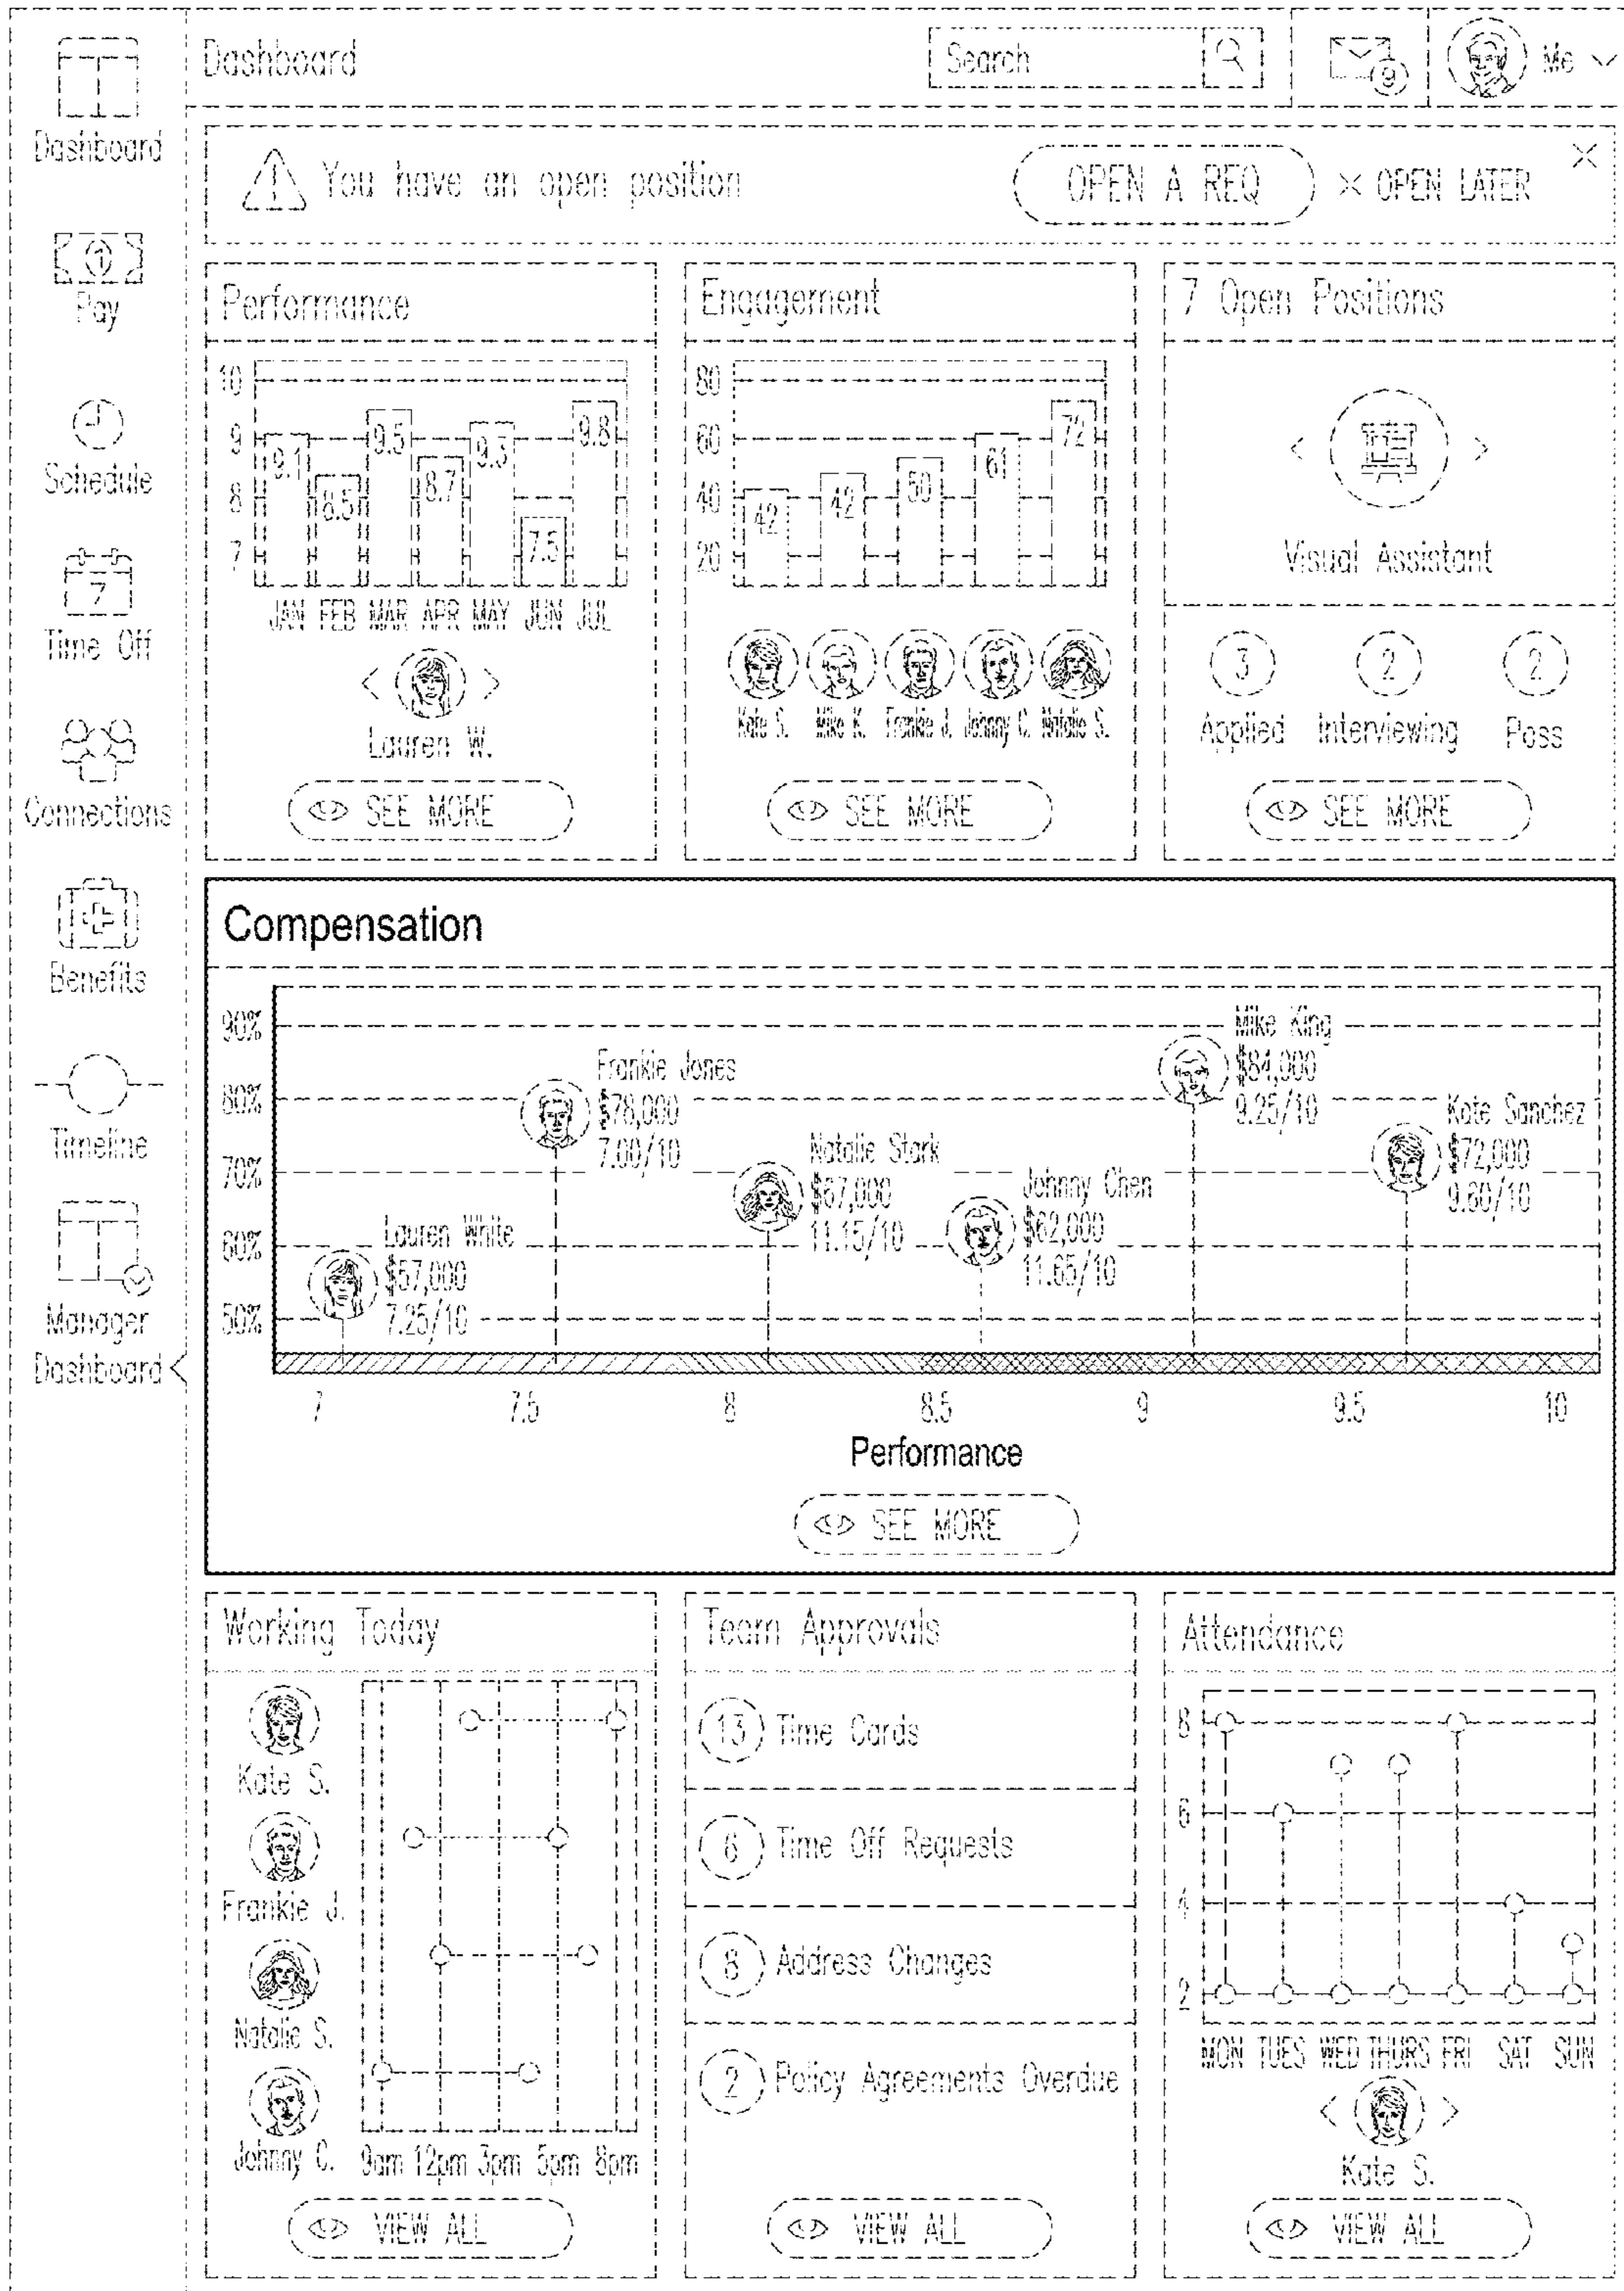 Dashboard
Pay
Schedule
7
Time Off
Connections
Benefits
Timeline
Manager
Dashboard
Dashboard
Search
9
Me
You have an open position
OPEN A REQ
OPEN LATER
Performance
10
9
8
7
9.1
8.5
9.5
8.7
9.3
7.5
9.8
JAN FEB MAR APR MAY JUN JUL
Lauren W.
SEE MORE
Engagement
80
60
40
20
42
42
50
61
72
Kate S. Mike K. Frankie J. Johnny C. Natalie S.
SEE MORE
7 Open Positions
Visual Assistant
3 2 2
Applied Interviewing Pass
SEE MORE
Compensation
90%
80%
70%
60%
50%
Lauren White
$57,000
7.25/10
Frankie Jones
$78,000
7.00/10
Natalie Stark
$67,000
11.15/10
Johnny Chen
$62,000
11.65/10
Mike King
$84,000
9.25/10
Kate Sanchez
$72,000
9.60/10
7 7.5 8 8.5 9 9.5 10
Performance
SEE MORE
Working Today
Kate S.
Frankie J.
Natalie S.
Johnny C.
9am 12pm 3pm 5pm 8pm
VIEW ALL
Team Approvals
13 Time Cards
6 Time Off Requests
8 Address Changes
2 Policy Agreements Overdue
VIEW ALL
Attendance
8
6
4
2
MON TUES WED THURS FRI SAT SUN
Kate S.
VIEW ALL